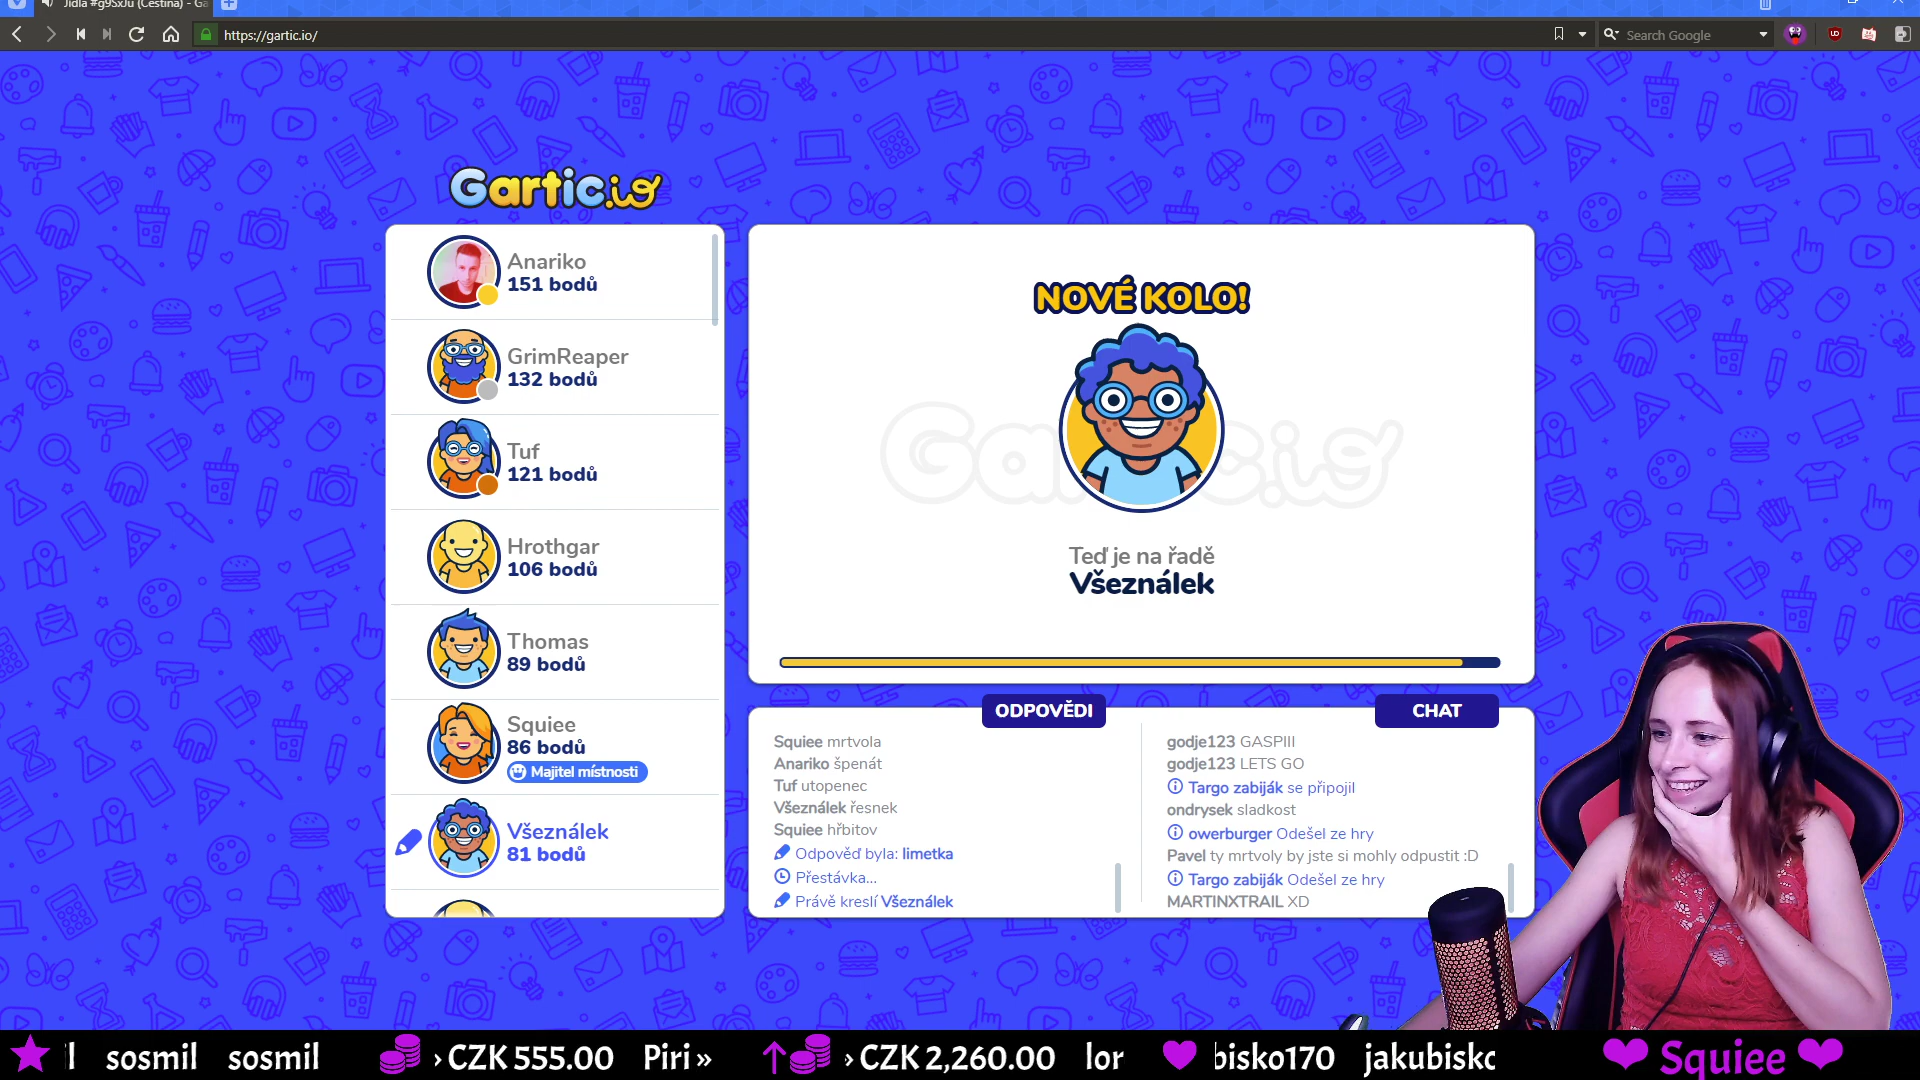 Jídla #g9SxJu (Čeština) - Ga
https://gartic.io/
Search Google
Gartic.io
Anariko
151 bodů
GrimReaper
132 bodů
Tuf
121 bodů
Hrothgar
106 bodů
Thomas
89 bodů
Squiee
86 bodů
Majitel místnosti
Všeználek
81 bodů
NOVÉ KOLO!
Teď je na řadě
Všeználek
ODPOVĚDI
Squiee mrtvola
Anariko špenát
Tuf utopenec
Všeználek řesnek
Squiee hřbitov
Odpověď byla: limetka
Přestávka...
Právě kreslí Všeználek
CHAT
godje123 GASPIII
godje123 LETS GO
Targo zabiják se připojil
ondrysek sladkost
owerburger Odešel ze hry
Pavel ty mrtvoly by jste si mohly odpustit :D
Targo zabiják Odešel ze hry
MARTINXTRAIL XD
sosmil sosmil › CZK 555.00 Piri » › CZK 2,260.00 lor bisko170 jakubisko Squiee